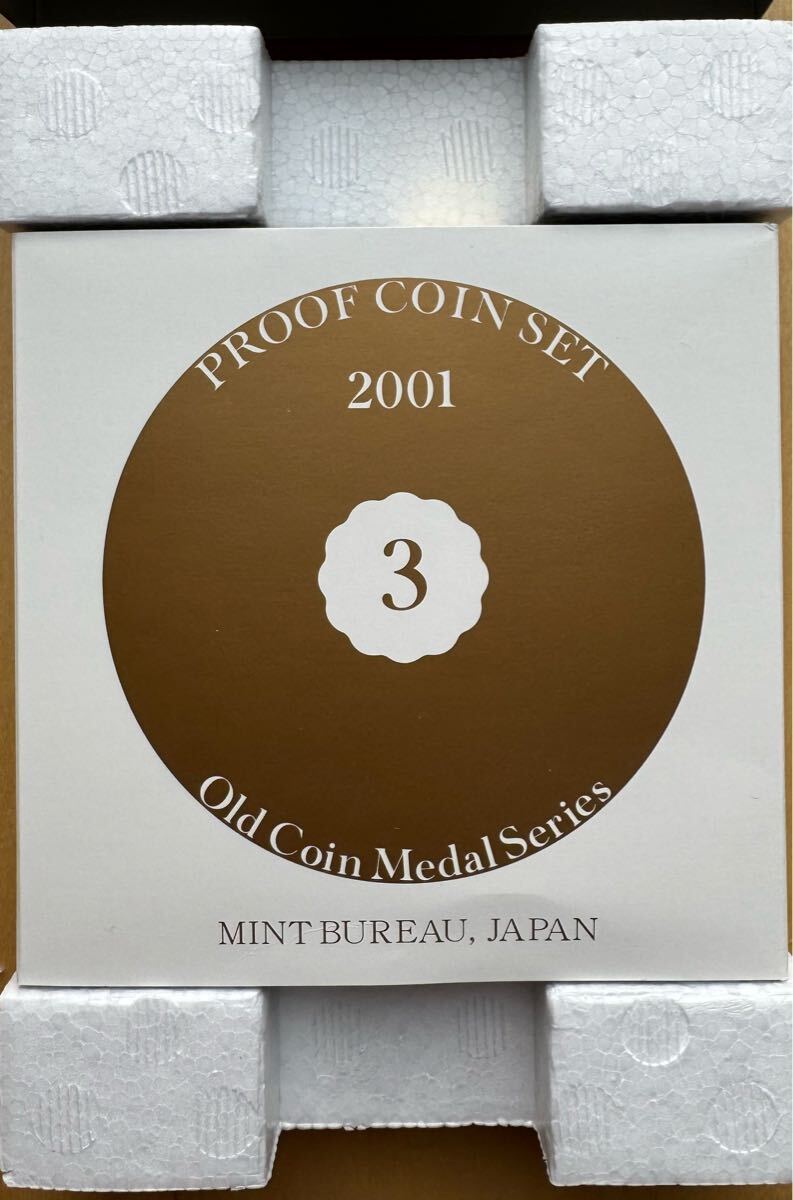 PROOF COIN SET
2001
3
Old Coin Medal Series
MINT BUREAU, JAPAN